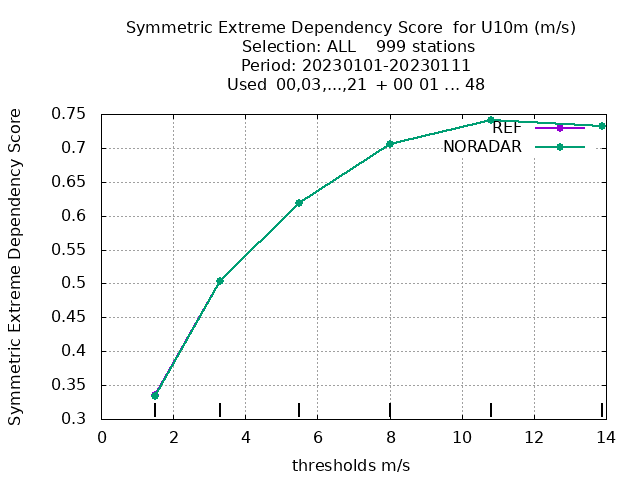 Symmetric Extreme Dependency Score  for U10m (m/s)
Selection: ALL    999 stations
Period: 20230101-20230111
Used  00,03,...,21  + 00 01 ... 48
Symmetric Extreme Dependency Score
0.75
0.7
0.65
0.6
0.55
0.5
0.45
0.4
0.35
0.3
REF
NORADAR
0 2 4 6 8 10 12 14
thresholds m/s